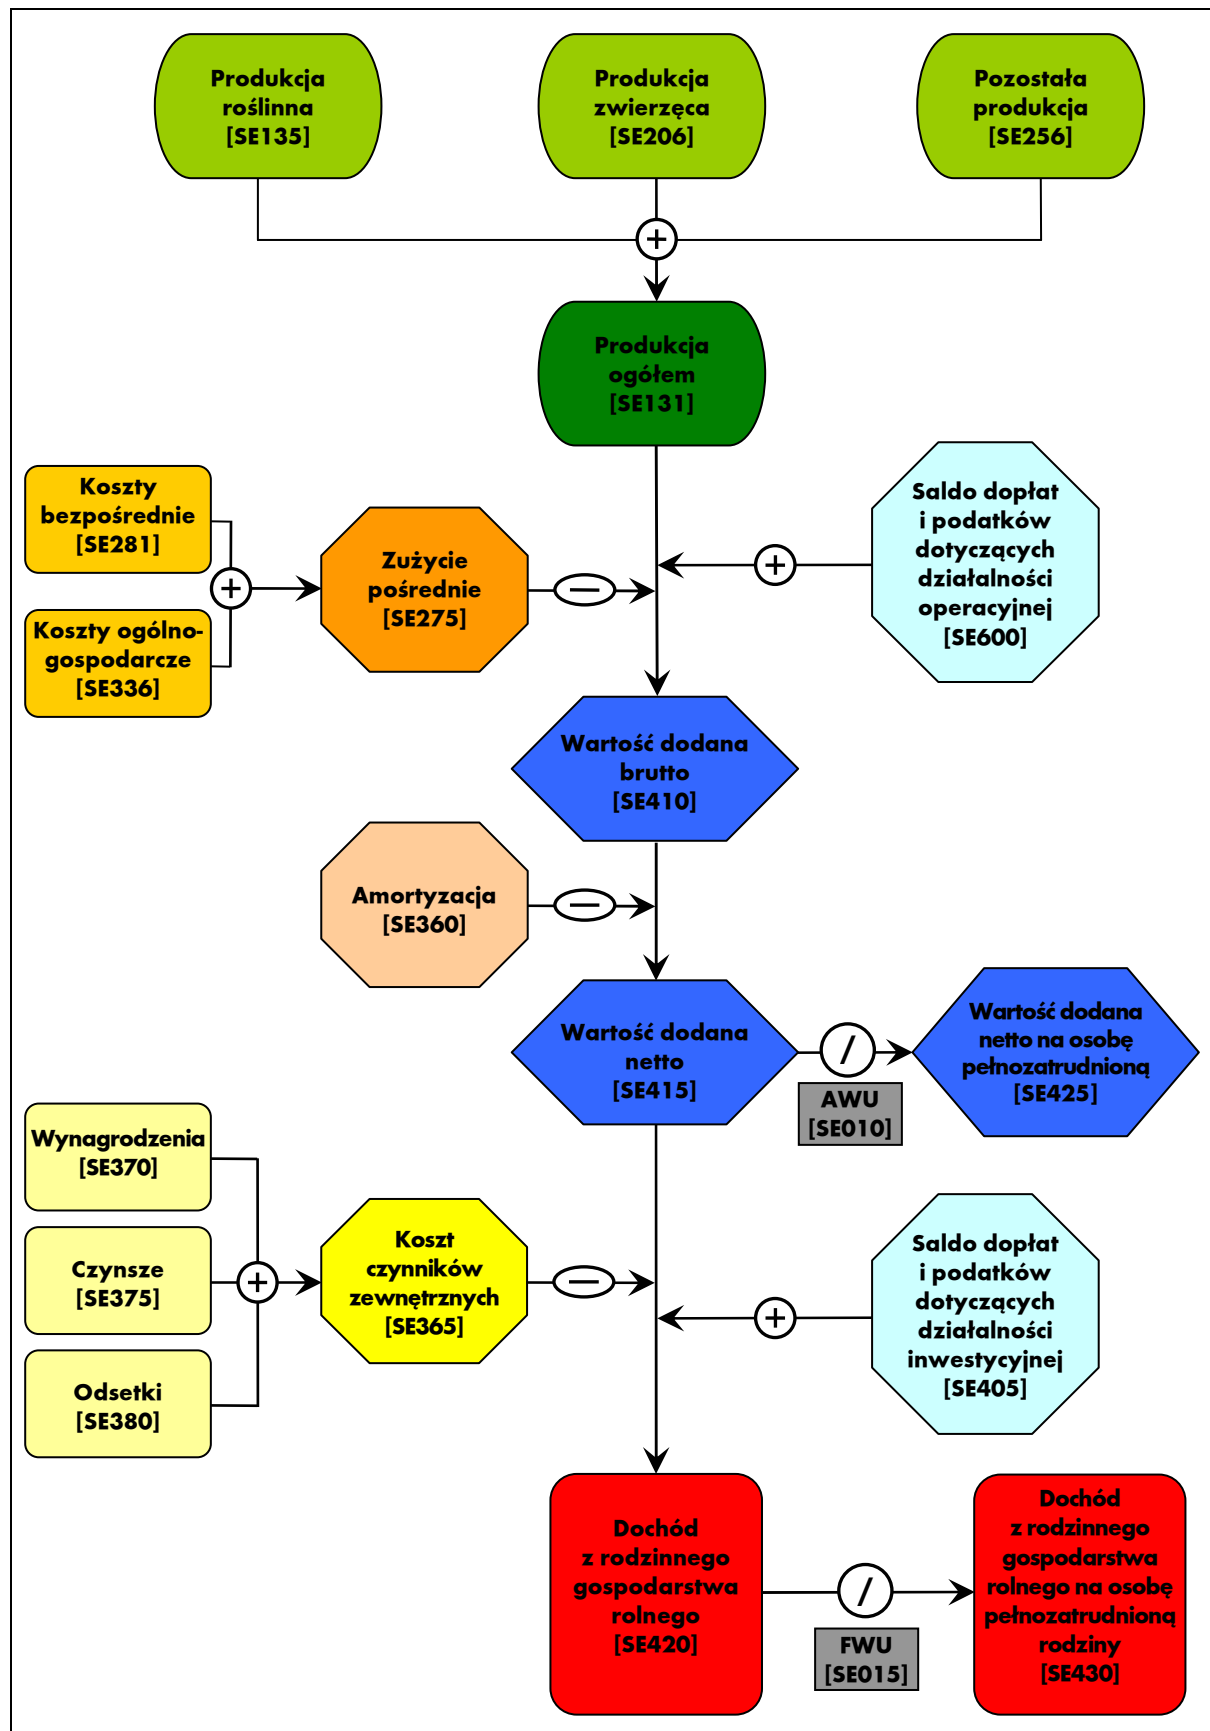 Produkcja
roślinna
[SE135]
Produkcja
zwierzęca
[SE206]
Pozostała
produkcja
[SE256]
+
Produkcja
ogółem
[SE131]
Koszty
bezpośrednie
[SE281]
Koszty ogólno-
gospodarcze
[SE336]
+
Zużycie
pośrednie
[SE275]
—
+
Saldo dopłat
i podatków
dotyczących
działalności
operacyjnej
[SE600]
Wartość dodana
brutto
[SE410]
Amortyzacja
[SE360]
—
Wartość dodana
netto
[SE415]
/
AWU
[SE010]
Wartość dodana
netto na osobę
pełnozatrudnioną
[SE425]
Wynagrodzenia
[SE370]
Czynsze
[SE375]
Odsetki
[SE380]
+
Koszt
czynników
zewnętrznych
[SE365]
—
+
Saldo dopłat
i podatków
dotyczących
działalności
inwestycyjnej
[SE405]
Dochód
z rodzinnego
gospodarstwa
rolnego
[SE420]
/
FWU
[SE015]
Dochód
z rodzinnego
gospodarstwa
rolnego na osobę
pełnozatrudnioną
rodziny
[SE430]